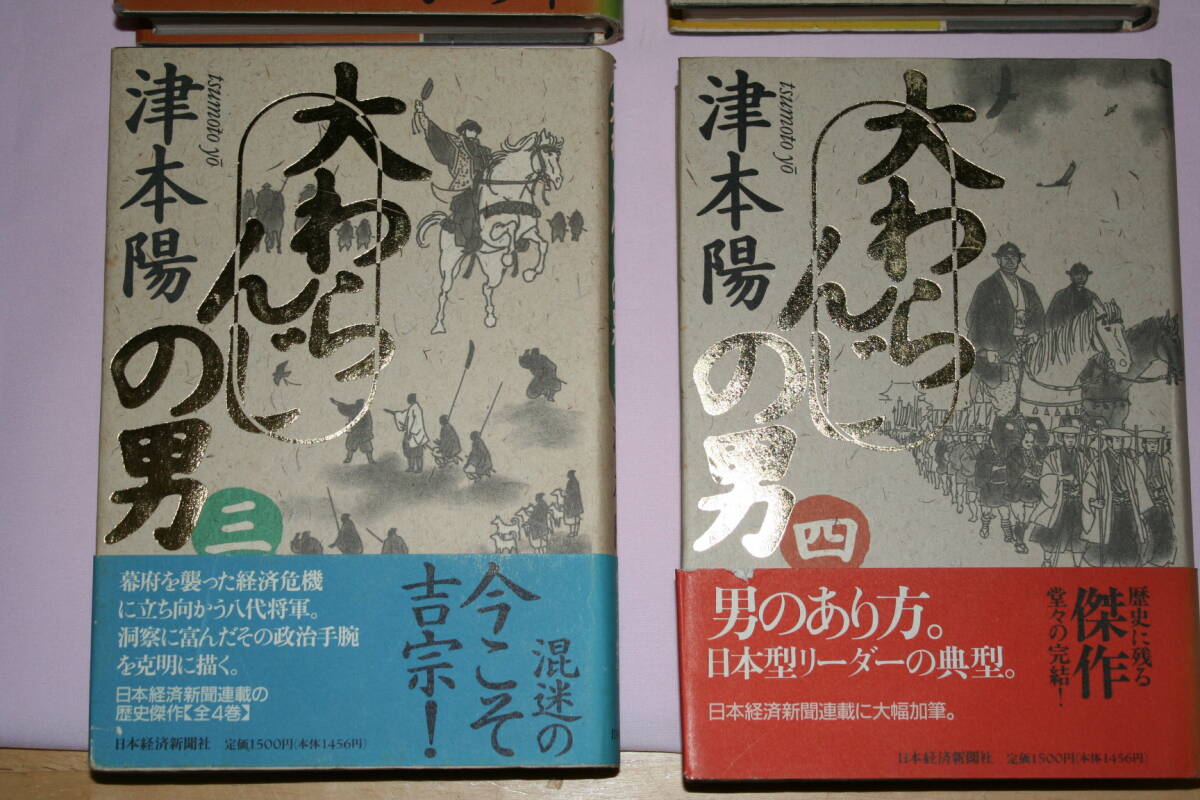 津本陽
tsumoto yō
大わらんじの男
三
混迷の
今こそ
吉宗！
幕府を襲った経済危機
に立ち向かう八代将軍。
洞察に富んだその政治手腕
を克明に描く。
日本経済新聞連載の
歴史傑作【全4巻】
日本経済新聞社 定価1500円(本体1456円)
津本陽
tsumoto yō
大わらんじの男
四
歴史に残る
傑作
堂々の完結！
男のあり方。
日本型リーダーの典型。
日本経済新聞連載に大幅加筆。
日本経済新聞社 定価1500円(本体1456円)